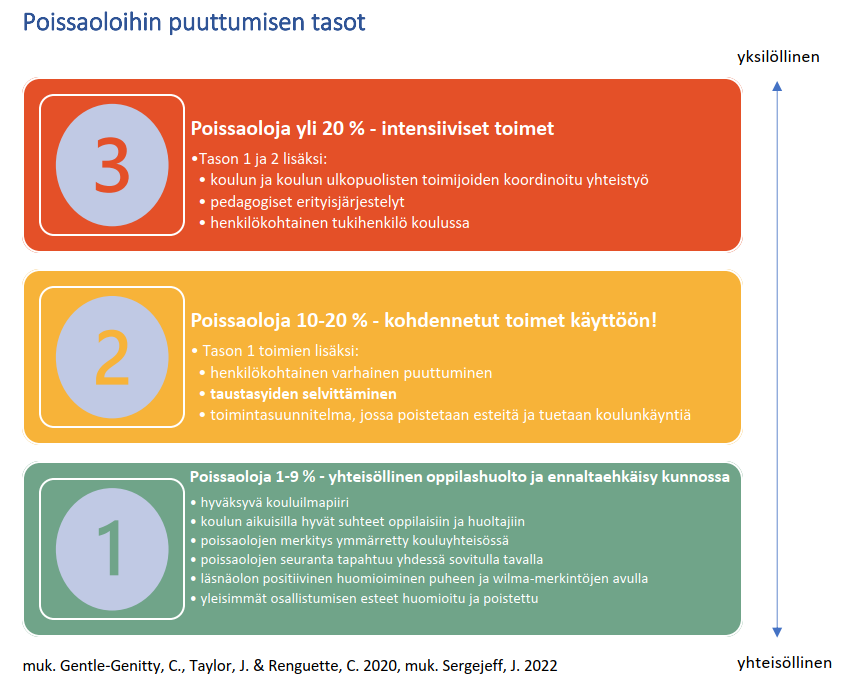 Poissaoloihin puuttumisen tasot
yksilöllinen
3
Poissaoloja yli 20 % - intensiiviset toimet
•Tason 1 ja 2 lisäksi:
• koulun ja koulun ulkopuolisten toimijoiden koordinoitu yhteistyö
• pedagogiset erityisjärjestelyt
• henkilökohtainen tukihenkilö koulussa
2
Poissaoloja 10-20 % - kohdennetut toimet käyttöön!
• Tason 1 toimien lisäksi:
• henkilökohtainen varhainen puuttuminen
• taustasyiden selvittäminen
• toimintasuunnitelma, jossa poistetaan esteitä ja tuetaan koulunkäyntiä
1
Poissaoloja 1-9 % - yhteisöllinen oppilashuolto ja ennaltaehkäisy kunnossa
• hyväksyvä kouluilmapiiri
• koulun aikuisilla hyvät suhteet oppilaisiin ja huoltajiin
• poissaolojen merkitys ymmärretty kouluyhteisössä
• poissaolojen seuranta tapahtuu yhdessä sovitulla tavalla
• läsnäolon positiivinen huomioiminen puheen ja wilma-merkintöjen avulla
• yleisimmät osallistumisen esteet huomioitu ja poistettu
yhteisöllinen
muk. Gentle-Genitty, C., Taylor, J. & Renguette, C. 2020, muk. Sergejeff, J. 2022